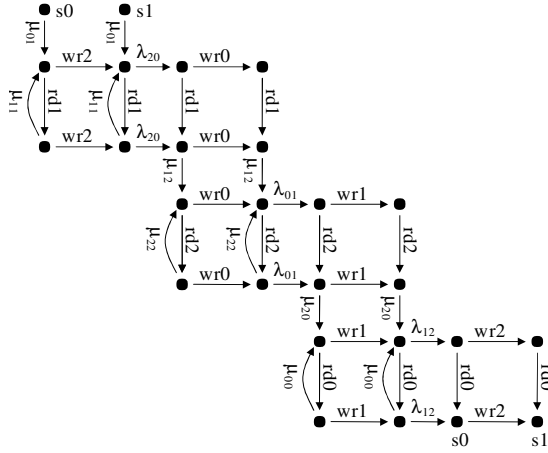 s0 s1
μ01 μ01
wr2 λ20 wr0
μ11 rd1 μ11 rd1 rd1 rd1
wr2 λ20 wr0
μ12 μ12
wr0 λ01 wr1
μ22 rd2 μ22 rd2 rd2 rd2
wr0 λ01 wr1
μ20 μ20
wr1 λ12 wr2
μ00 rd0 μ00 rd0 rd0 rd0
wr1 λ12 wr2
s0 s1